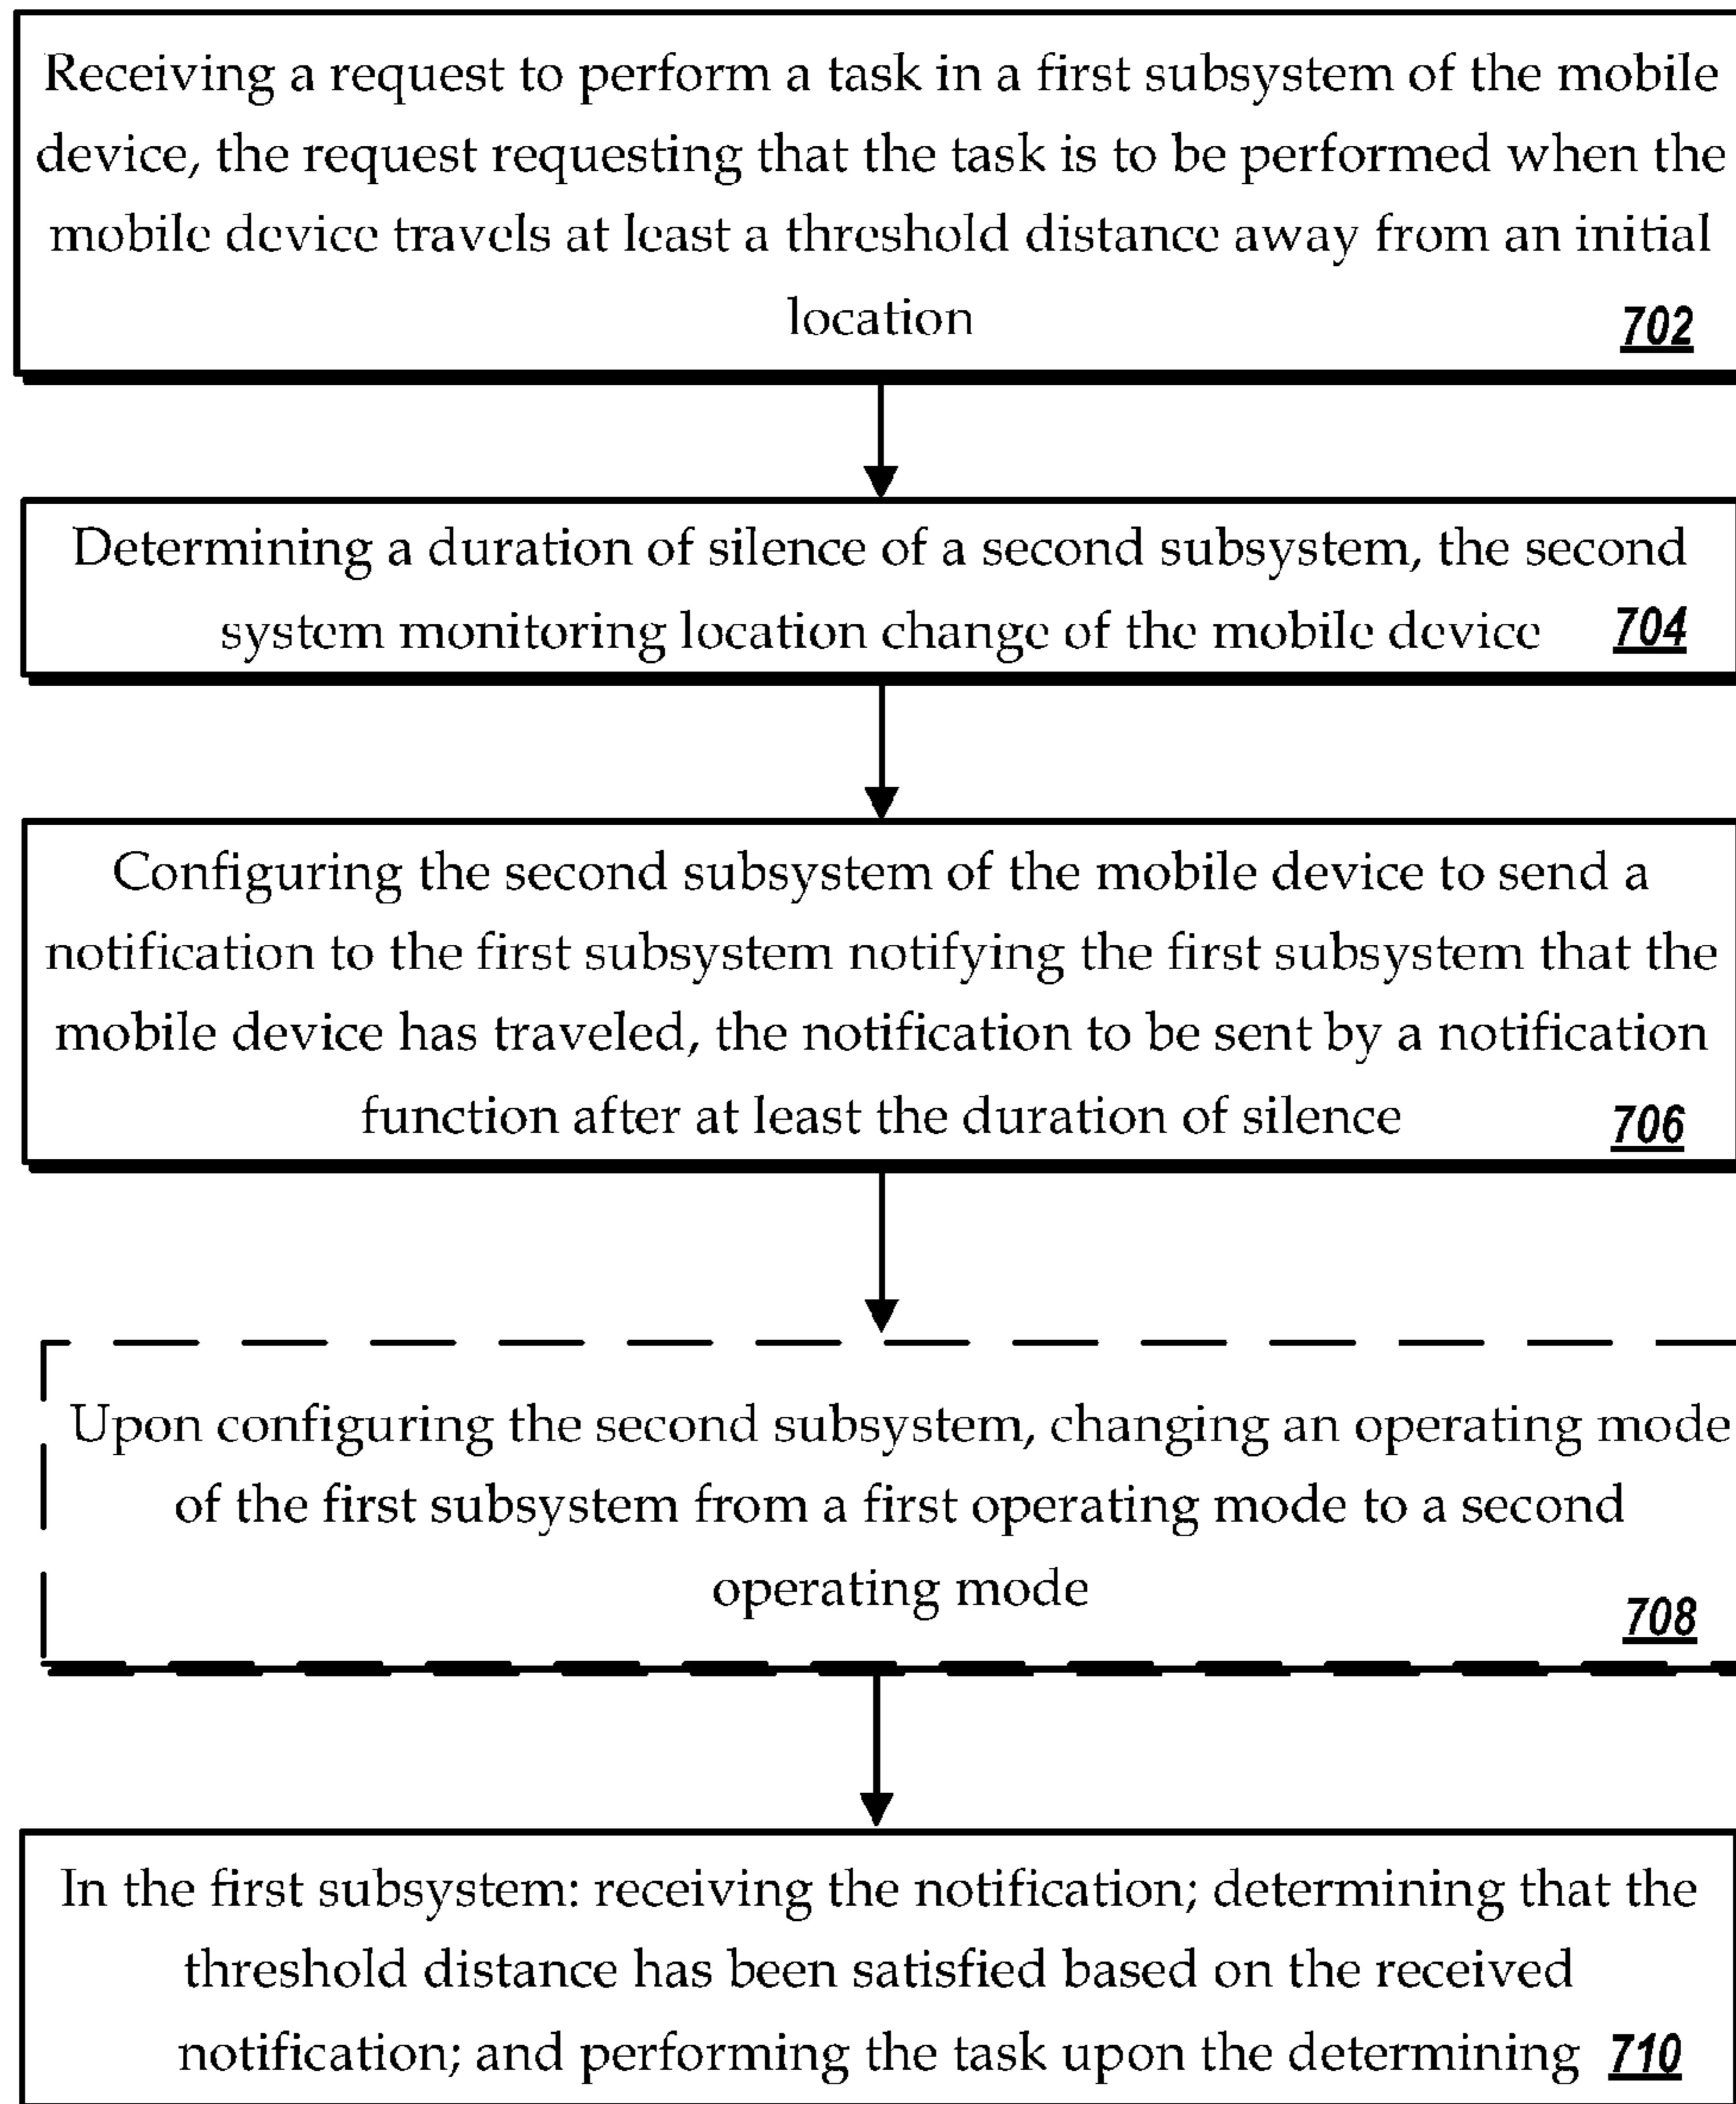 Receiving a request to perform a task in a first subsystem of the mobile
device, the request requesting that the task is to be performed when the
mobile device travels at least a threshold distance away from an initial
location 702
Determining a duration of silence of a second subsystem, the second
system monitoring location change of the mobile device 704
Configuring the second subsystem of the mobile device to send a
notification to the first subsystem notifying the first subsystem that the
mobile device has traveled, the notification to be sent by a notification
function after at least the duration of silence 706
Upon configuring the second subsystem, changing an operating mode
of the first subsystem from a first operating mode to a second
operating mode 708
In the first subsystem: receiving the notification; determining that the
threshold distance has been satisfied based on the received
notification; and performing the task upon the determining 710